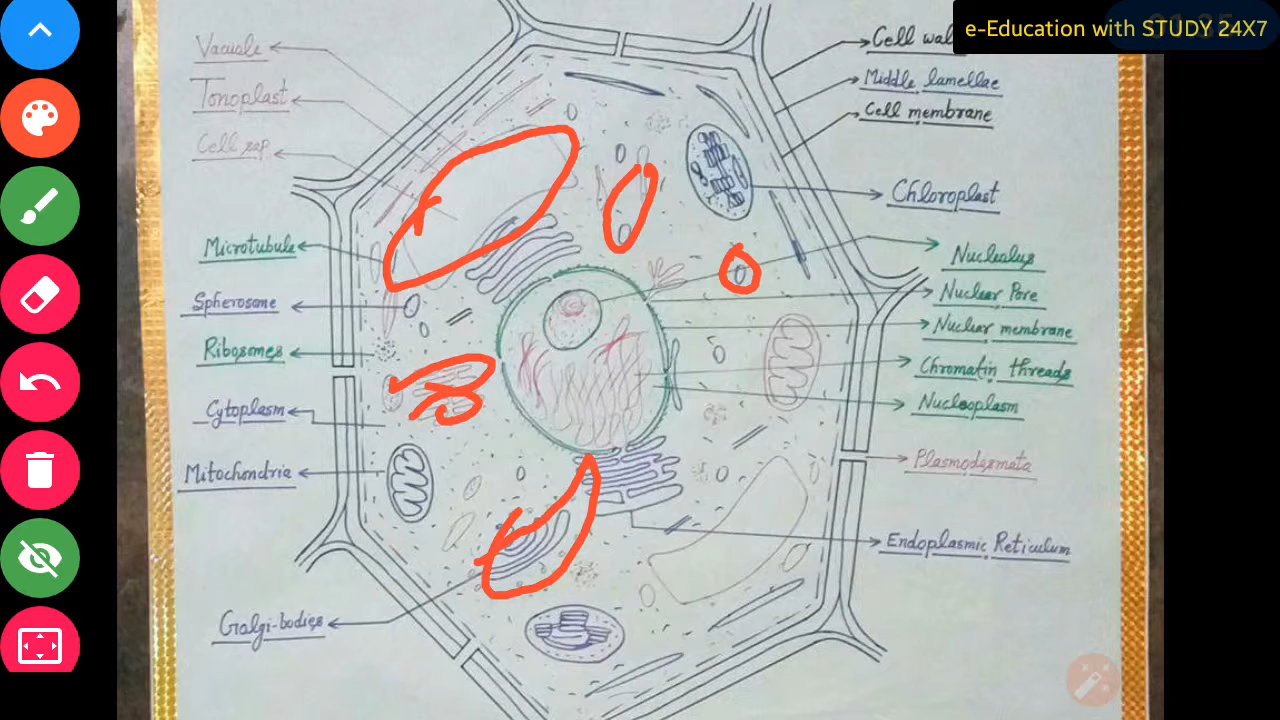 e-Education with STUDY 24X7
Vacuole
Tonoplast
Cell sap
Microtubule
Spherosome
Ribosomes
Cytoplasm
Mitochondria
Golgi-bodies
Cell wal
Middle lamellae
Cell membrane
Chloroplast
Nucleolus
Nuclear Pore
Nuclear membrane
Chromatin threads
Nucleoplasm
Plasmodesmata
Endoplasmic Reticulum